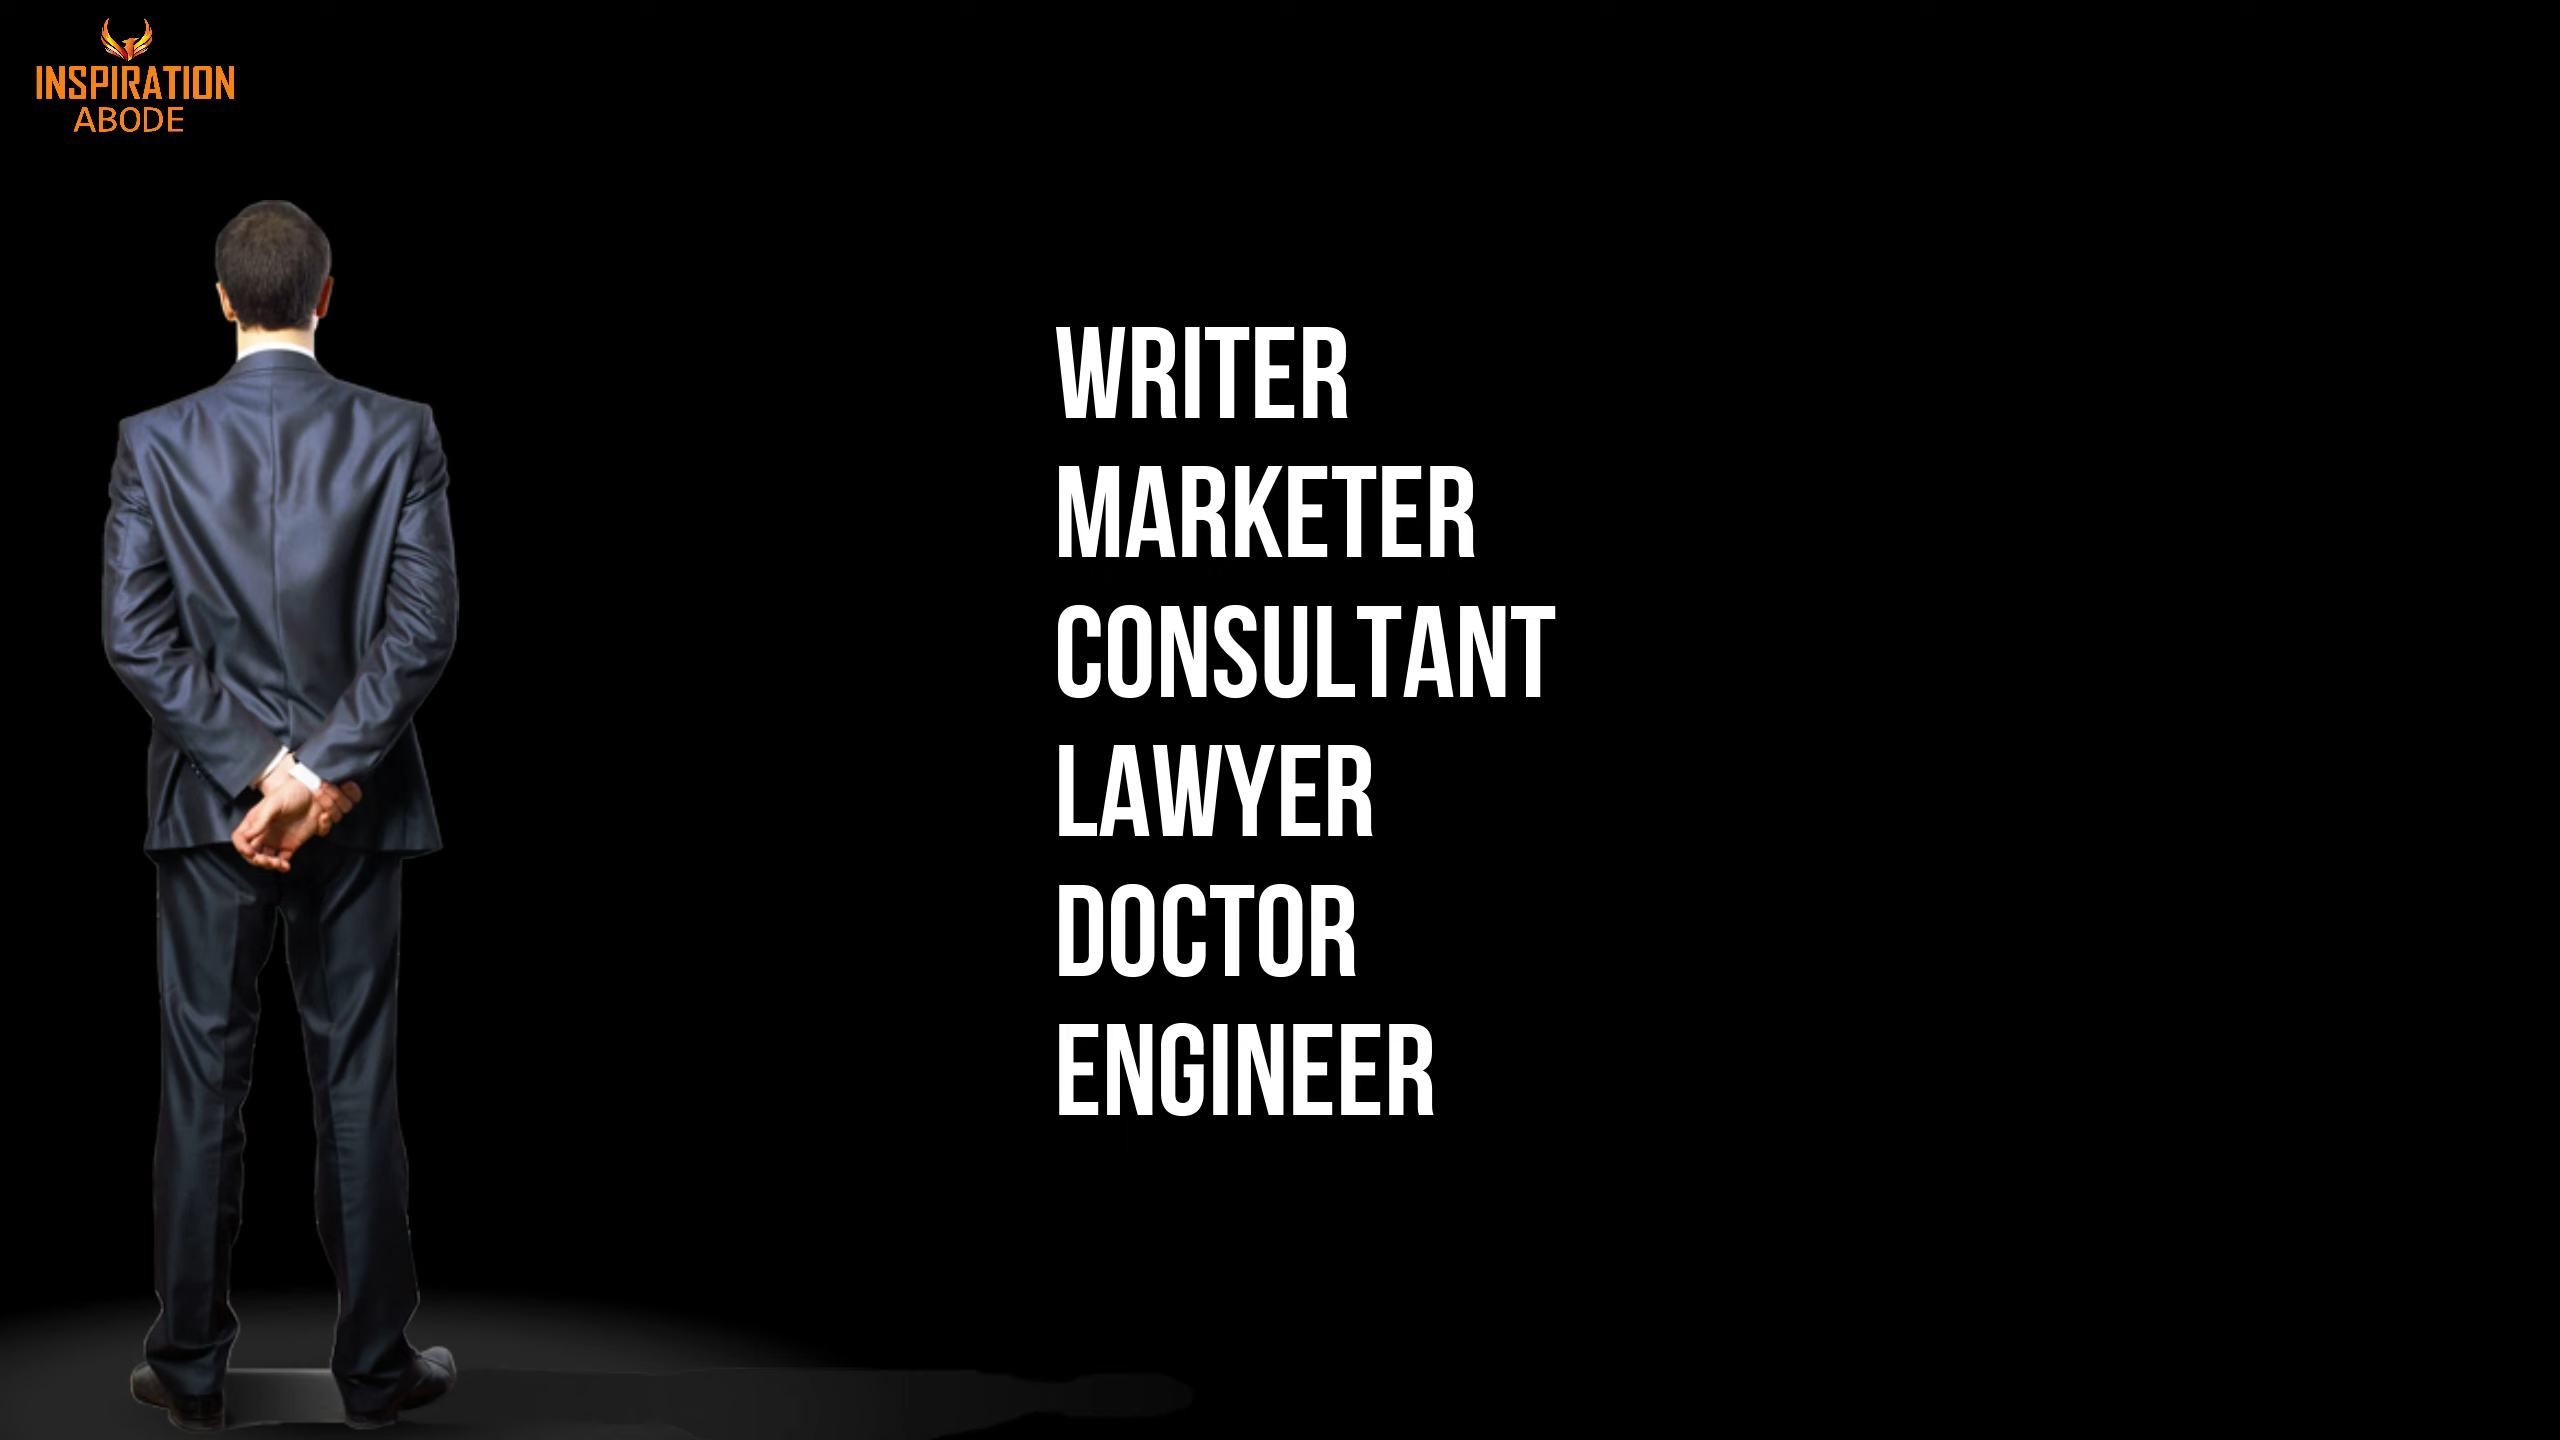 INSPIRATION
ABODE
WRITER
MARKETER
CONSULTANT
LAWYER
DOCTOR
ENGINEER